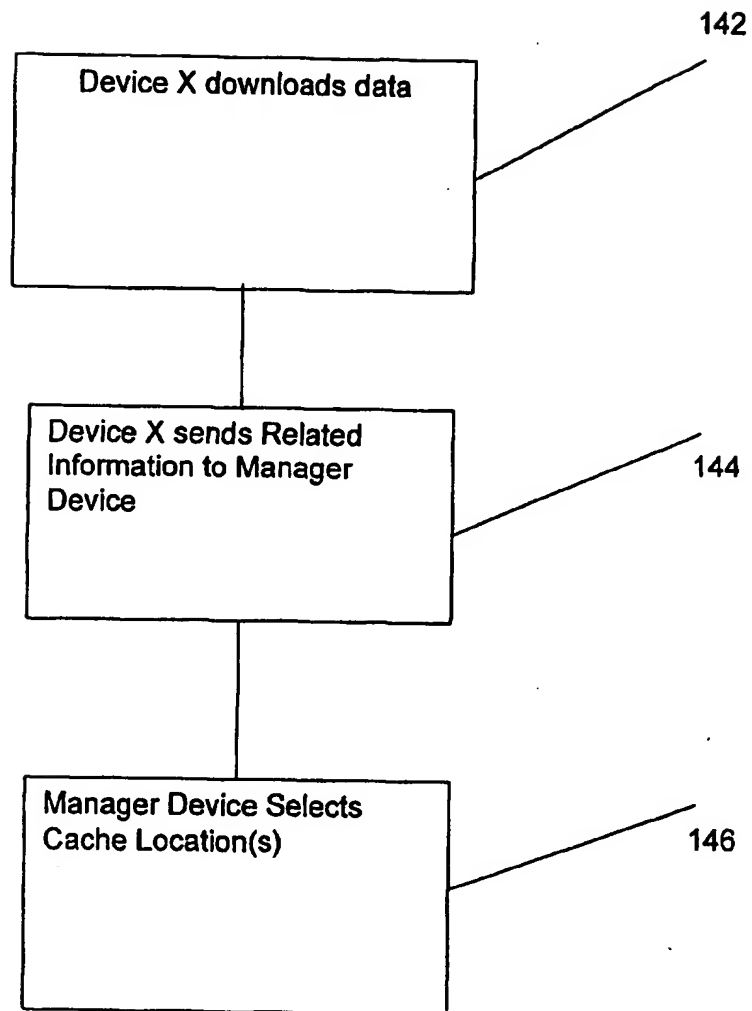 142
Device X downloads data
Device X sends Related
Information to Manager
Device
144
Manager Device Selects
Cache Location(s)
146